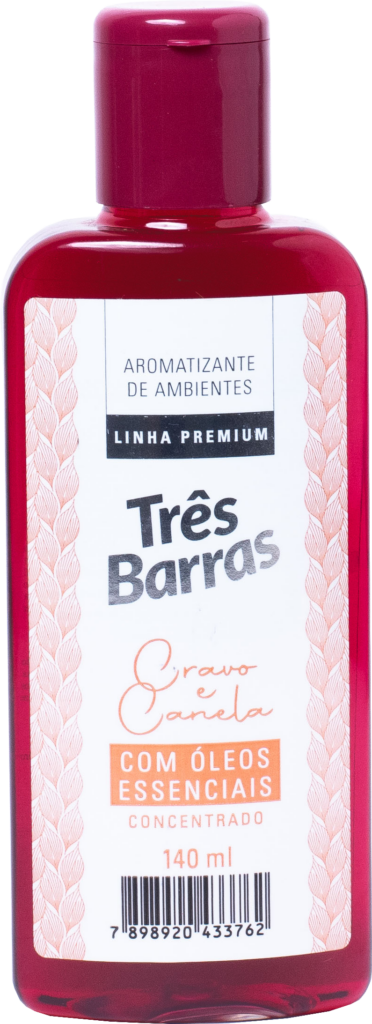 AROMATIZANTE
DE AMBIENTES
LINHA PREMIUM
Três
Barras
Cravo
e
Canela
COM ÓLEOS
ESSENCIAIS
CONCENTRADO
140 ml
7 898920 433762